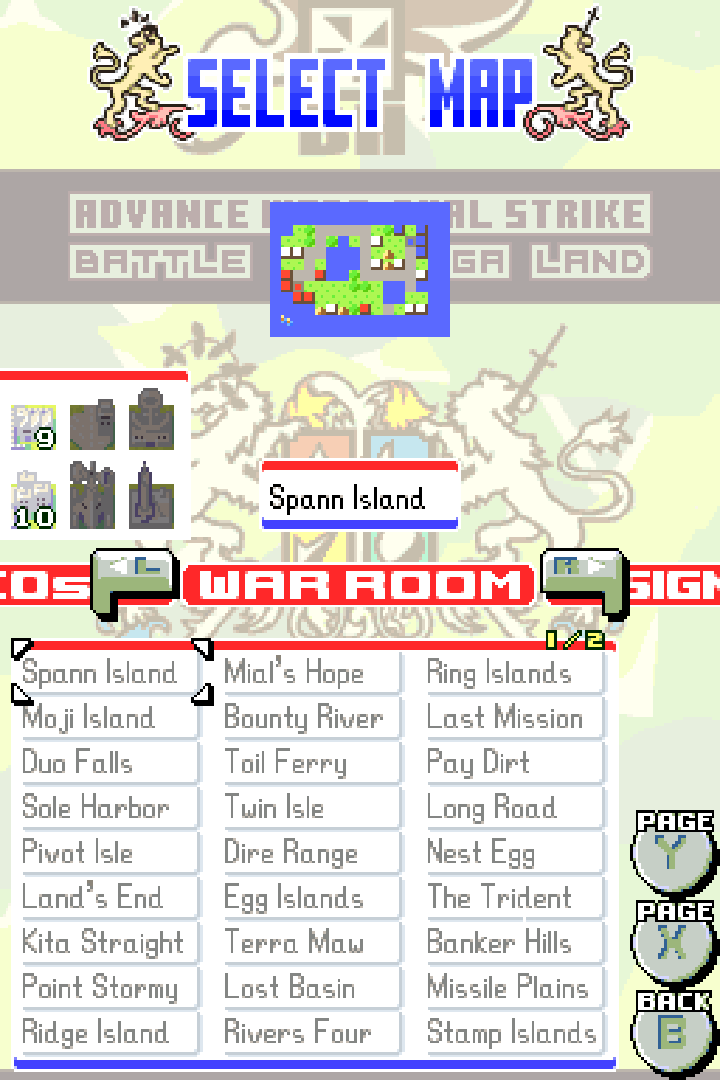 SELECT MAP
ADVANCE WARS DUAL STRIKE
BATTLE GA LAND
9
10
Spann Island
COs L WAR ROOM R SIGN
1/2
Spann Island Mial's Hope Ring Islands
Moji Island Bounty River Last Mission
Duo Falls Toil Ferry Pay Dirt
Sole Harbor Twin Isle Long Road
Pivot Isle Dire Range Nest Egg
Land's End Egg Islands The Trident
Kita Straight Terra Maw Banker Hills
Point Stormy Lost Basin Missile Plains
Ridge Island Rivers Four Stamp Islands
PAGE
Y
PAGE
X
BACK
B